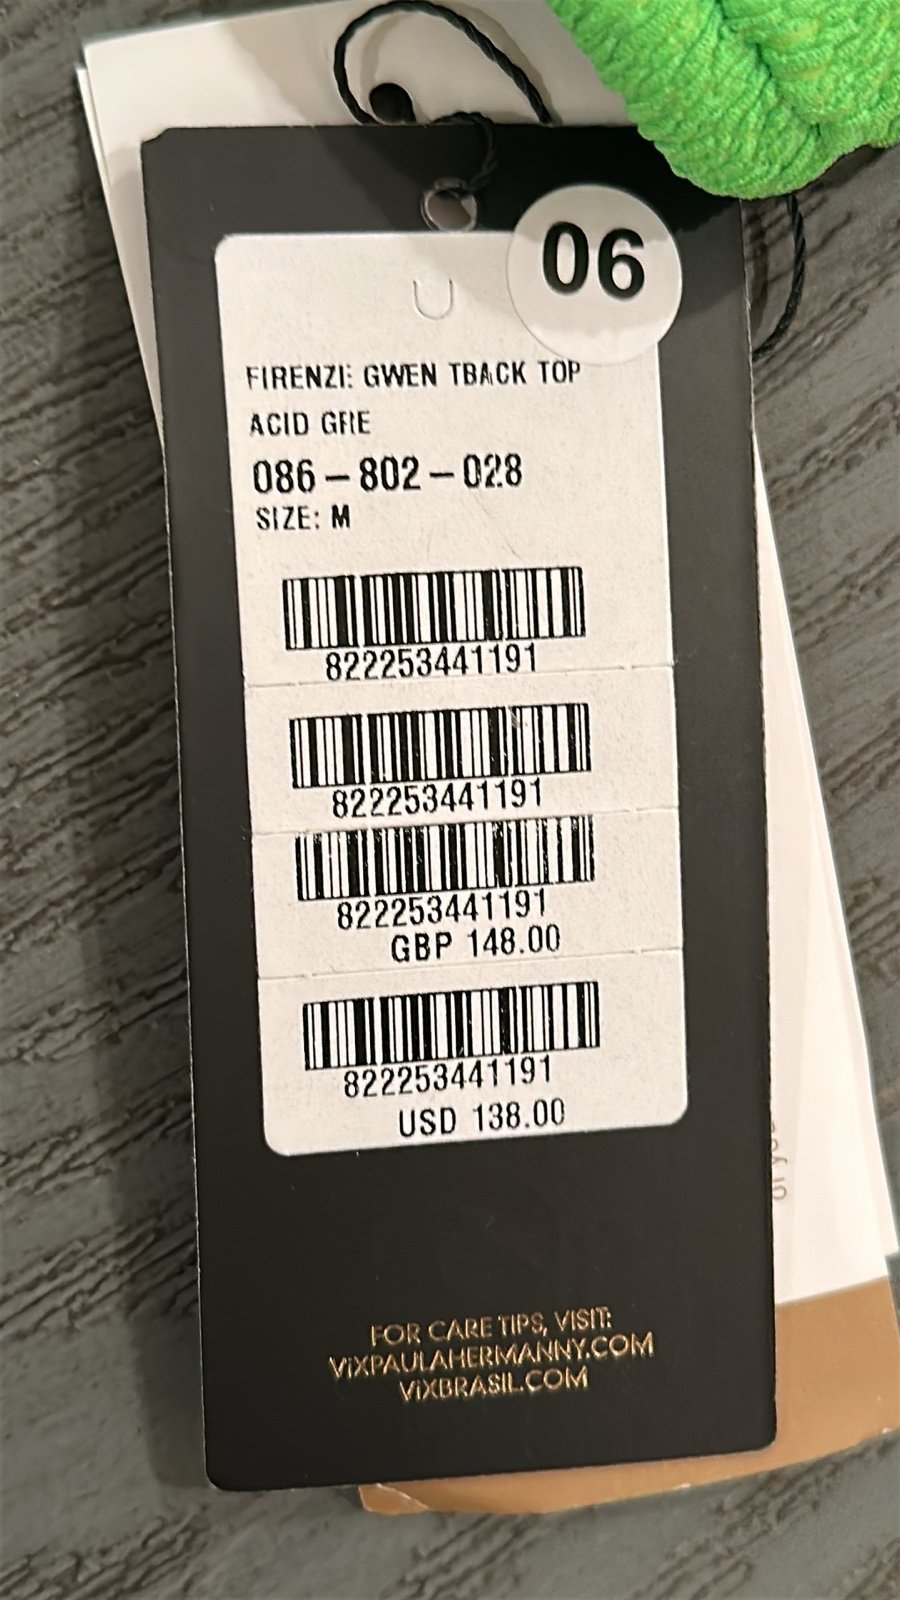 06
FIRENZE GWEN TBACK TOP
ACID GRE
086-802-028
SIZE: M
822253441191
822253441191
822253441191
GBP 148.00
822253441191
USD 138.00
FOR CARE TIPS, VISIT:
ViXPAULAHERMANNY.COM
ViXBRASIL.COM